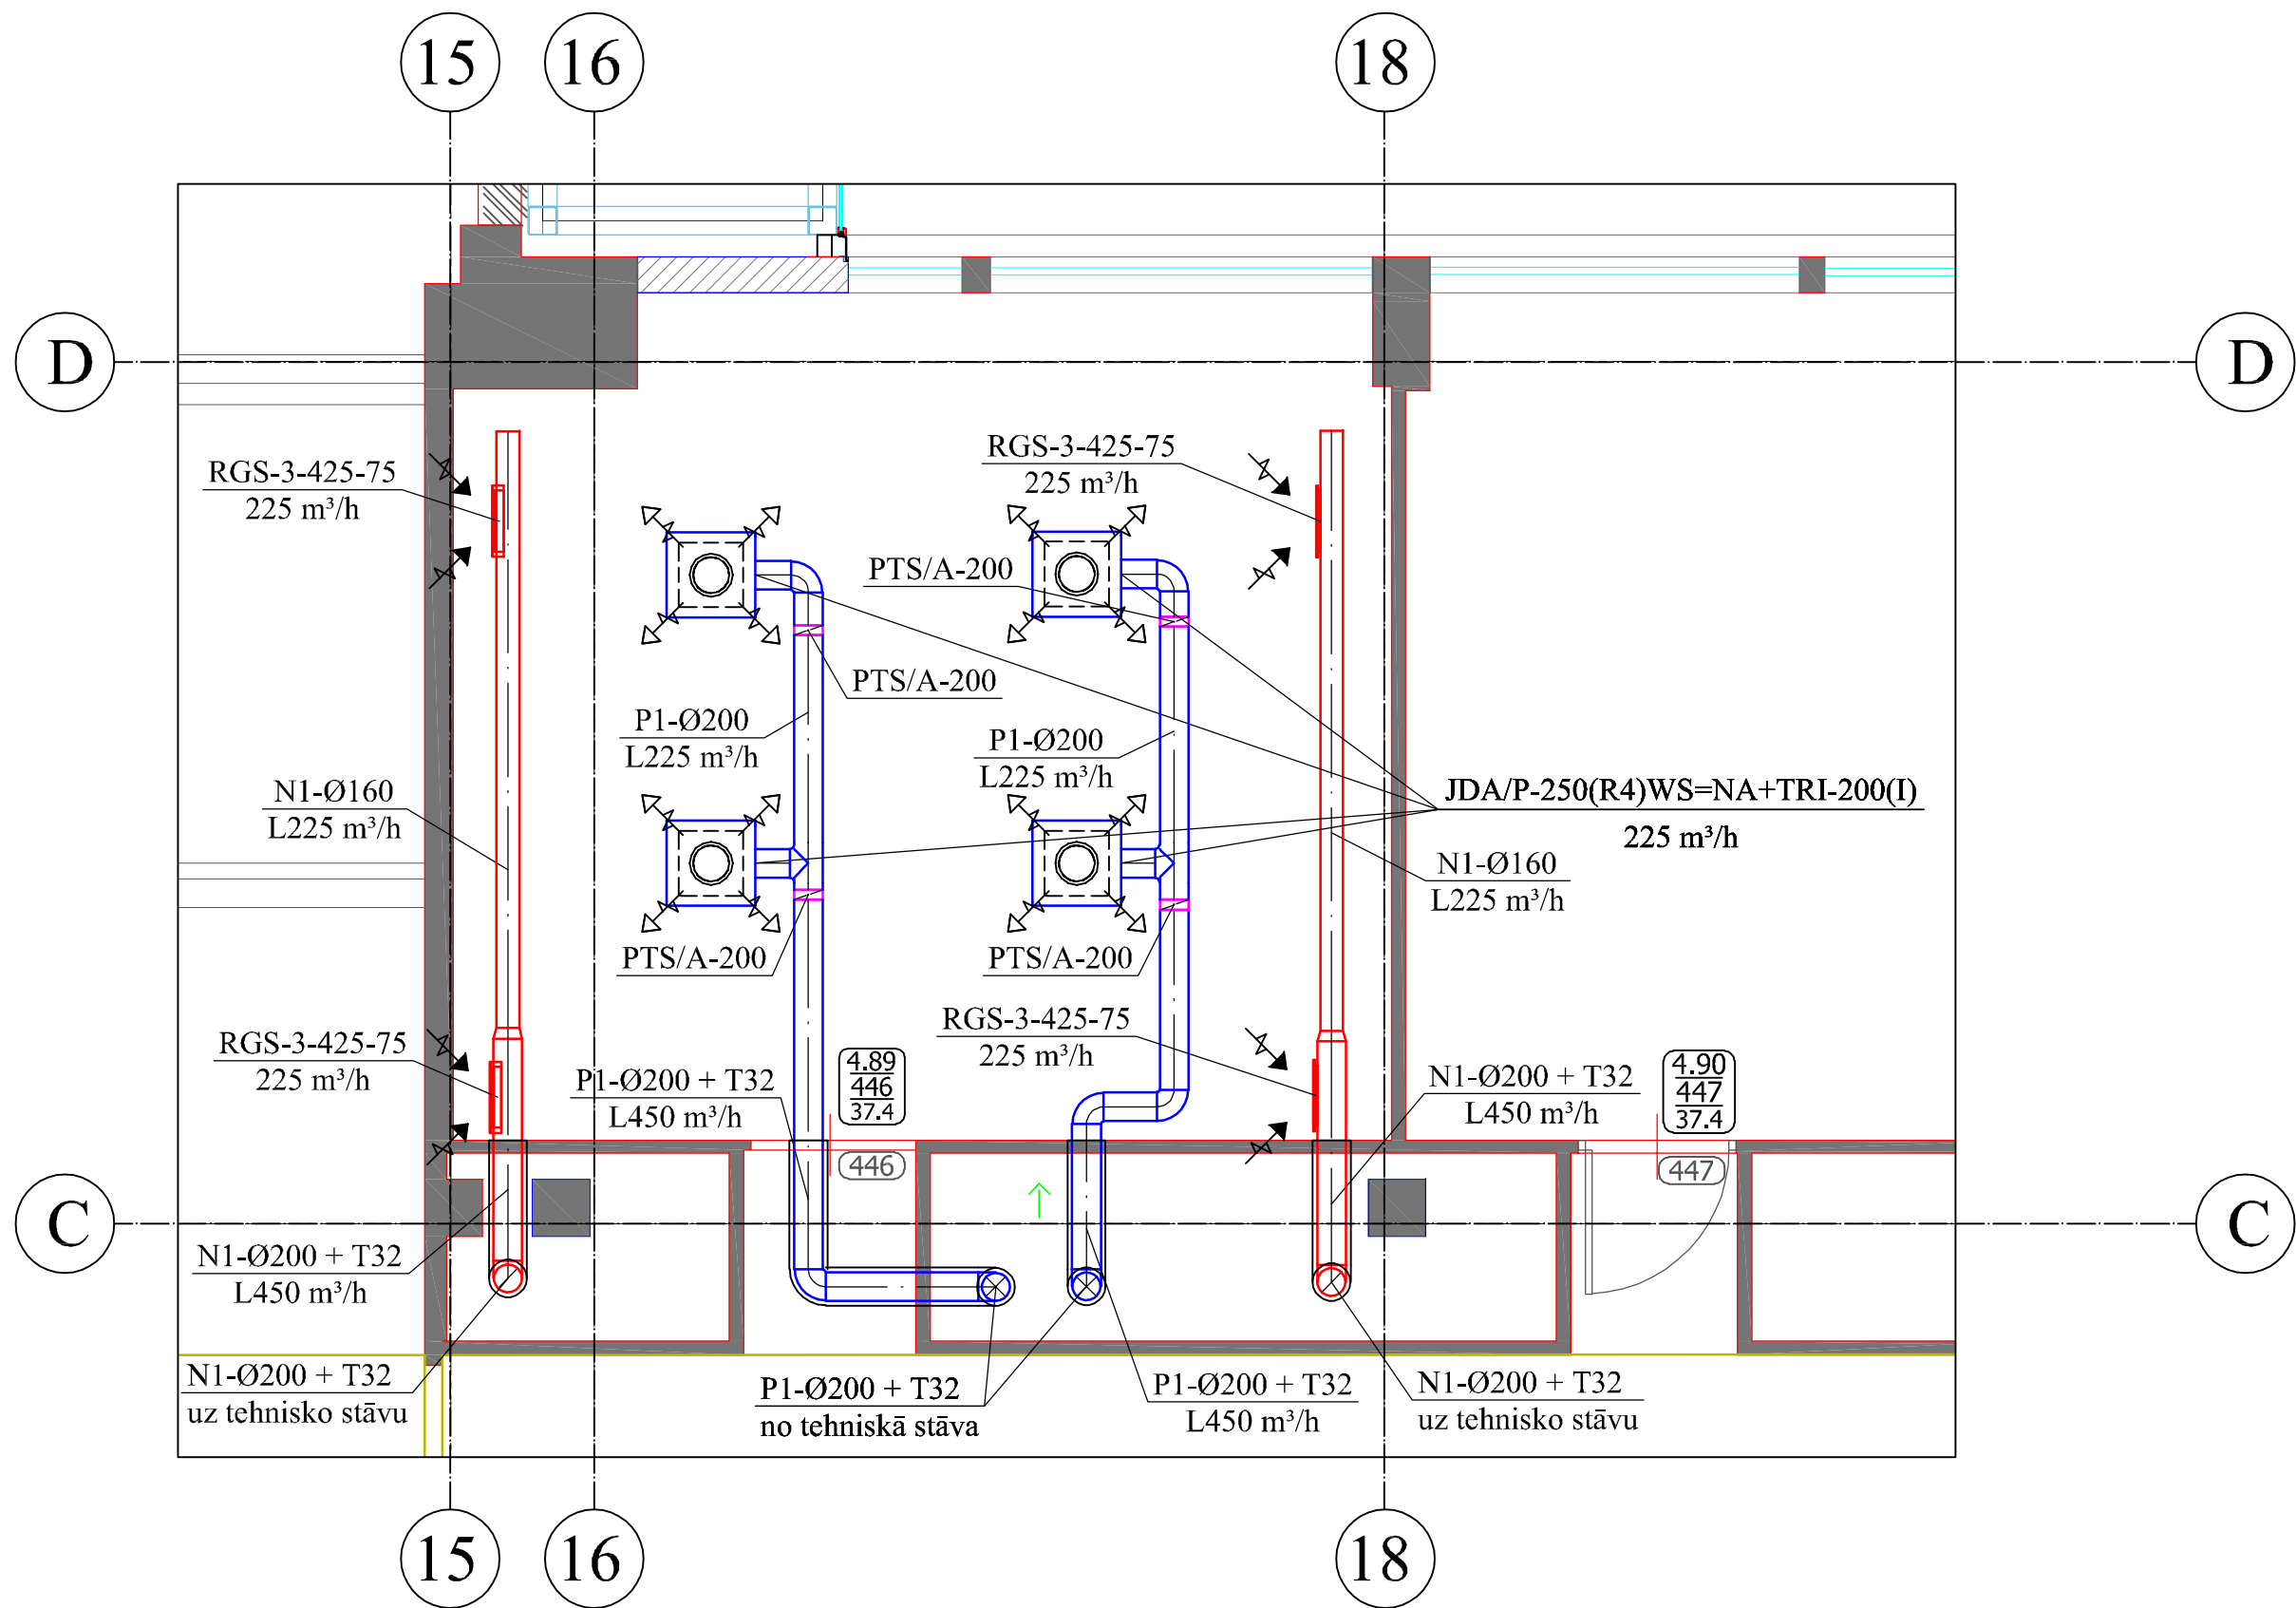 15
16
18
D
D
RGS-3-425-75
225 m³/h
RGS-3-425-75
225 m³/h
PTS/A-200
PTS/A-200
P1-Ø200
L225 m³/h
P1-Ø200
L225 m³/h
N1-Ø160
L225 m³/h
JDA/P-250(R4)WS=NA+TRI-200(I)
225 m³/h
N1-Ø160
L225 m³/h
PTS/A-200
PTS/A-200
RGS-3-425-75
225 m³/h
RGS-3-425-75
225 m³/h
P1-Ø200 + T32
L450 m³/h
4.89
446
37.4
N1-Ø200 + T32
L450 m³/h
4.90
447
37.4
446
447
C
C
N1-Ø200 + T32
L450 m³/h
N1-Ø200 + T32
uz tehnisko stāvu
P1-Ø200 + T32
no tehniskā stāva
P1-Ø200 + T32
L450 m³/h
N1-Ø200 + T32
uz tehnisko stāvu
15
16
18